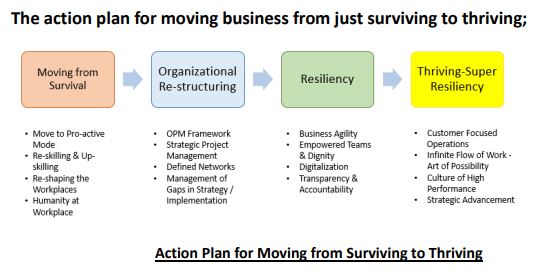 The action plan for moving business from just surviving to thriving;
Moving from
Survival
Organizational
Re-structuring
Resiliency
Thriving-Super
Resiliency
• Move to Pro-active
Mode
• Re-skilling & Up-
skilling
• Re-shaping the
Workplaces
• Humanity at
Workplace
• OPM Framework
• Strategic Project
Management
• Defined Networks
• Management of
Gaps in Strategy /
Implementation
• Business Agility
• Empowered Teams
& Dignity
• Digitalization
• Transparency &
Accountability
• Customer Focused
Operations
• Infinite Flow of Work -
Art of Possibility
• Culture of High
Performance
• Strategic Advancement
Action Plan for Moving from Surviving to Thriving